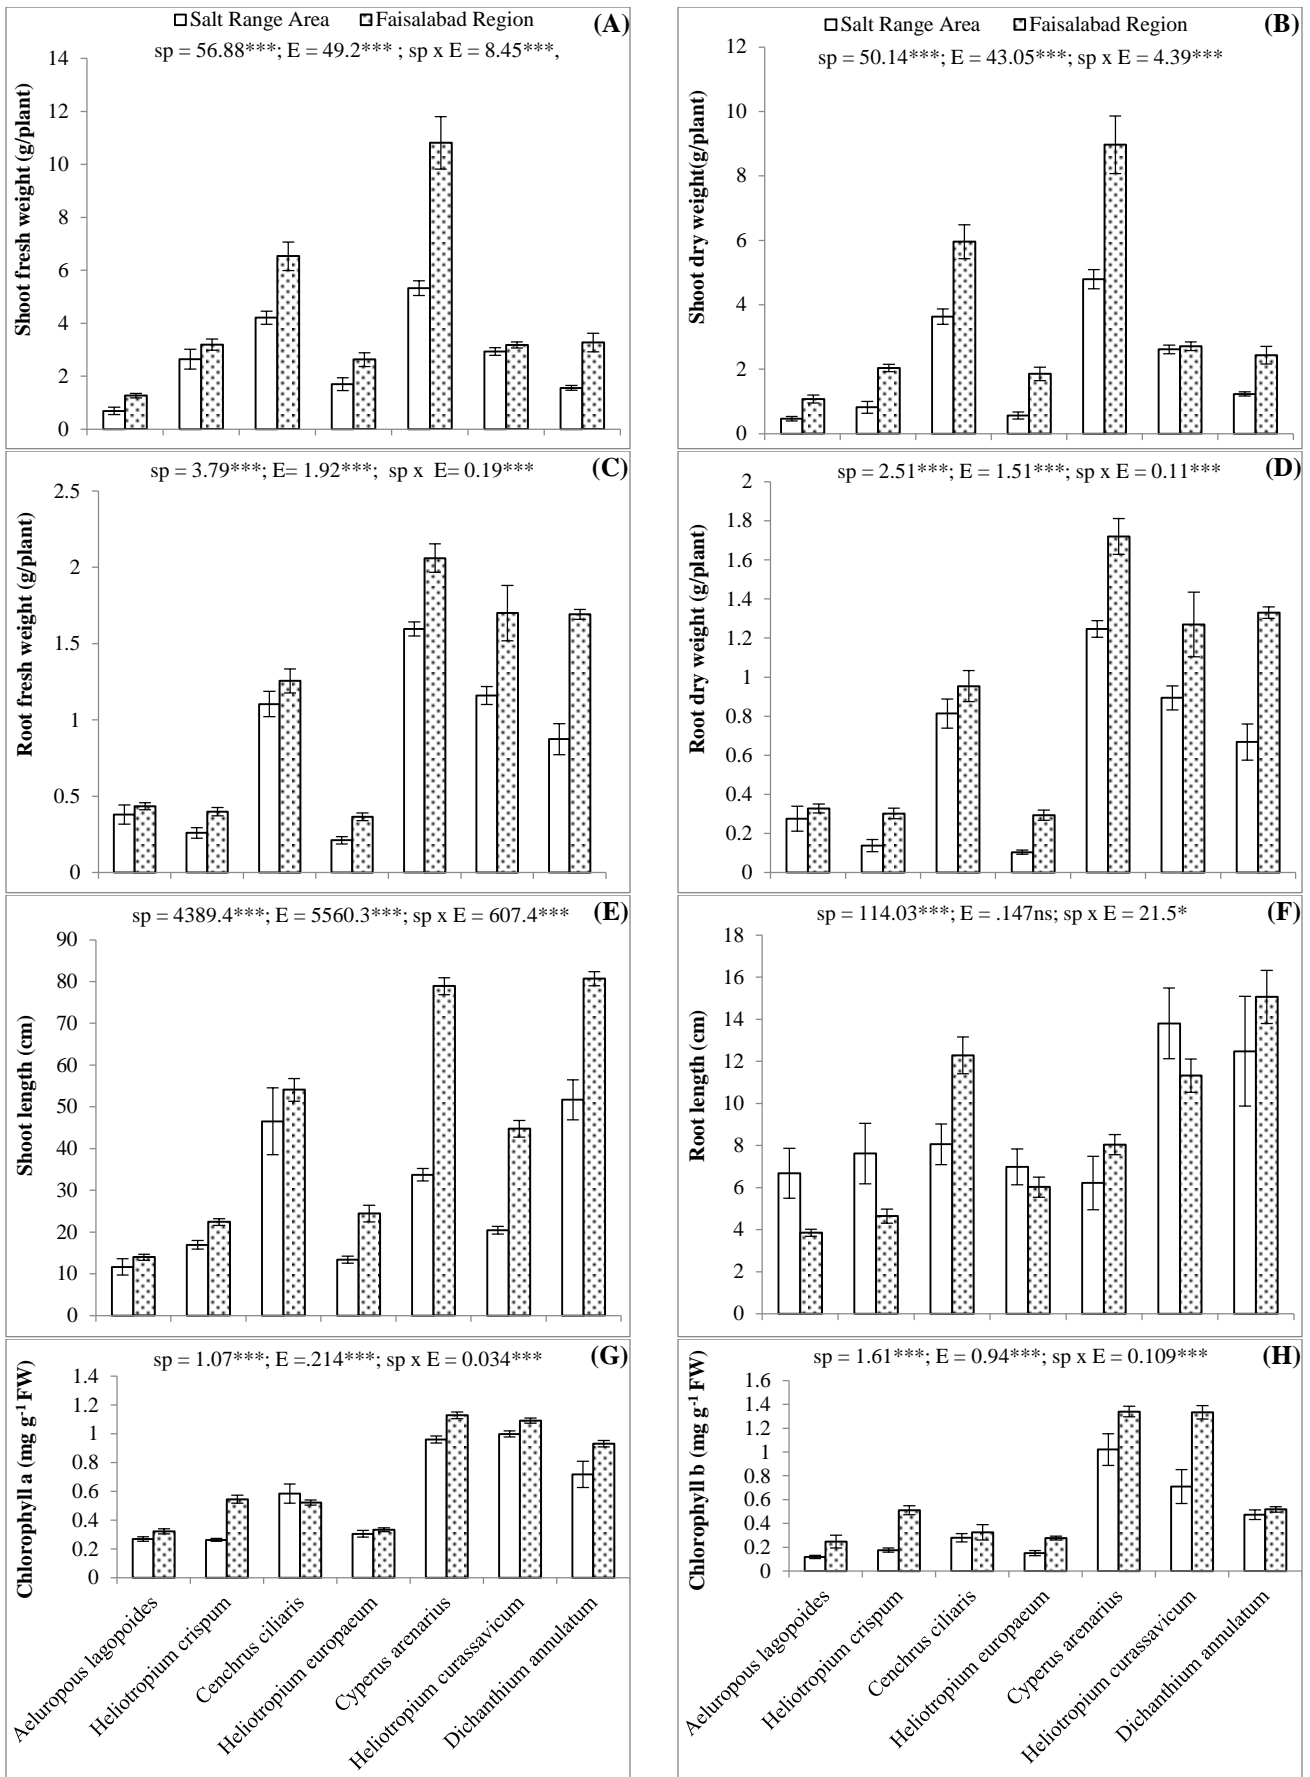 Salt Range Area Faisalabad Region (A)
sp = 56.88***; E = 49.2*** ; sp x E = 8.45***,
Shoot fresh weight (g/plant)
14
12
10
8
6
4
2
0
Salt Range Area Faisalabad Region (B)
sp = 50.14***; E = 43.05***; sp x E = 4.39***
Shoot dry weight(g/plant)
12
10
8
6
4
2
0
sp = 3.79***; E= 1.92***; sp x E= 0.19*** (C)
Root fresh weight (g/plant)
2.5
2
1.5
1
0.5
0
sp = 2.51***; E = 1.51***; sp x E = 0.11*** (D)
Root dry weight (g/plant)
2
1.8
1.6
1.4
1.2
1
0.8
0.6
0.4
0.2
0
sp = 4389.4***; E = 5560.3***; sp x E = 607.4*** (E)
Shoot length (cm)
90
80
70
60
50
40
30
20
10
0
sp = 114.03***; E = .147ns; sp x E = 21.5* (F)
Root length (cm)
18
16
14
12
10
8
6
4
2
0
sp = 1.07***; E =.214***; sp x E = 0.034*** (G)
Chlorophyll a (mg g-1 FW)
1.4
1.2
1
0.8
0.6
0.4
0.2
0
Aeluropous lagopoides
Heliotropium crispum
Cenchrus ciliaris
Heliotropium europaeum
Cyperus arenarius
Heliotropium curassavicum
Dichanthium annulatum
sp = 1.61***; E = 0.94***; sp x E = 0.109*** (H)
Chlorophyll b (mg g-1 FW)
1.6
1.4
1.2
1
0.8
0.6
0.4
0.2
0
Aeluropous lagopoides
Heliotropium crispum
Cenchrus ciliaris
Heliotropium europaeum
Cyperus arenarius
Heliotropium curassavicum
Dichanthium annulatum